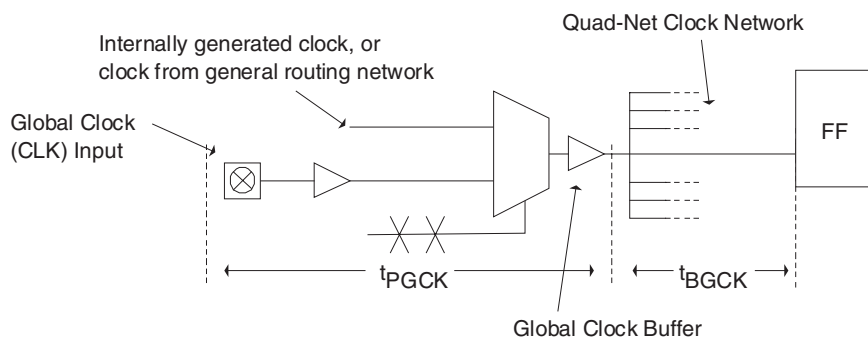 Quad-Net Clock Network
Internally generated clock, or
clock from general routing network
Global Clock
(CLK) Input
FF
tPGCK
tBGCK
Global Clock Buffer